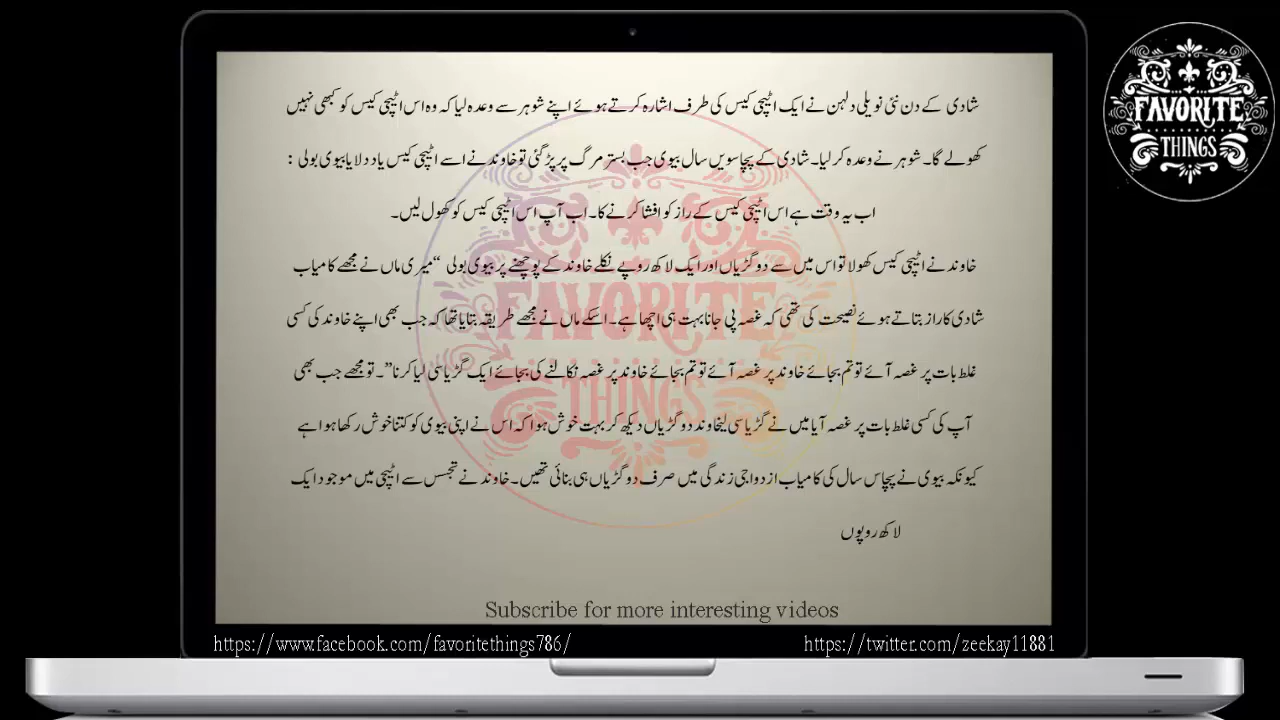 شادی کے دن نئی نویلی دلہن نے ایک اٹیچی کیس کی طرف اشارہ کرتے ہوئے اپنے شوہر سے وعدہ لیا کہ وہ اس اٹیچی کیس کو کبھی نہیں
کھولے گا۔ شوہر نے وعدہ کر لیا۔ شادی کے پچاسویں سال بیوی جب بستر مرگ پر پڑ گئی تو خاوند نے اسے اٹیچی کیس یاد دلایا بیوی بولی :
اب یہ وقت ہے اس اٹیچی کیس کے راز کو افشا کرنے کا۔ اب آپ اس اٹیچی کیس کو کھول لیں۔
خاوند نے اٹیچی کیس کھولا تو اس میں سے دو گڑیاں اور ایک لاکھ روپے نکلے خاوند کے پوچھنے پر بیوی بولی “میری ماں نے مجھے کامیاب
شادی کا راز بتاتے ہوئے نصیحت کی تھی کہ غصہ پی جانا بہت ہی اچھا ہے۔ اسکے ماں نے مجھے طریقہ بتایا تھا کہ جب بھی اپنے خاوند کی کسی
غلط بات پر غصہ آئے تو تم بجائے خاوند پر غصہ آئے تو تم بجائے خاوند پر غصہ نکالنے کی بجائے ایک گڑیا سی لیا کرنا”۔ تو مجھے جب بھی
آپ کی کسی غلط بات پر غصہ آیا میں نے گڑیا سی لیخاوند دو گڑیاں دیکھ کر بہت خوش ہوا کہ اس نے اپنی بیوی کو کتنا خوش رکھا ہوا ہے
کیونکہ بیوی نے پچاس سال کی کامیاب ازدواجی زندگی میں صرف دو گڑیاں ہی بنائی تھیں۔ خاوند نے تجسس سے اٹیچی میں موجود ایک
لاکھ روپوں
FAVORITE
THINGS
FAVORITE
THINGS
Subscribe for more interesting videos
https://www.facebook.com/favoritethings786/
https://twitter.com/zeekay11881